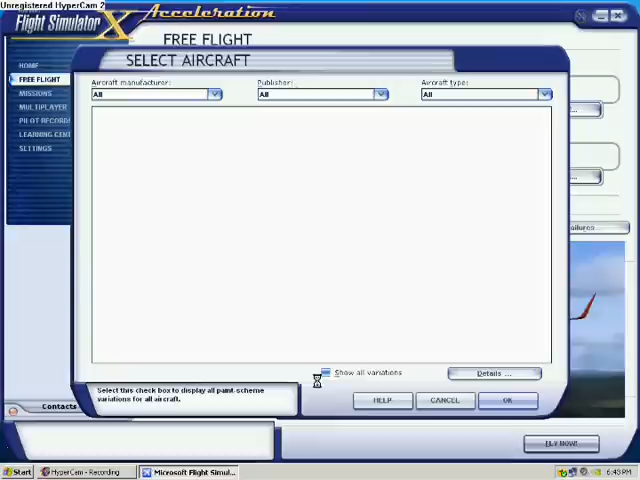 Unregistered HyperCam 2
Flight Simulator X Acceleration
FREE FLIGHT
SELECT AIRCRAFT
HOME
FREE FLIGHT
MISSIONS
MULTIPLAYER
PILOT RECORDS
LEARNING CENT
SETTINGS
Aircraft manufacturer: Publisher: Aircraft type:
All All All
Show all variations Details ...
Select this check box to display all paint-scheme
variations for all aircraft.
HELP CANCEL OK
ailures...
Contacts
FLY NOW!
Start HyperCam - Recording Microsoft Flight Simul... 6:43 PM